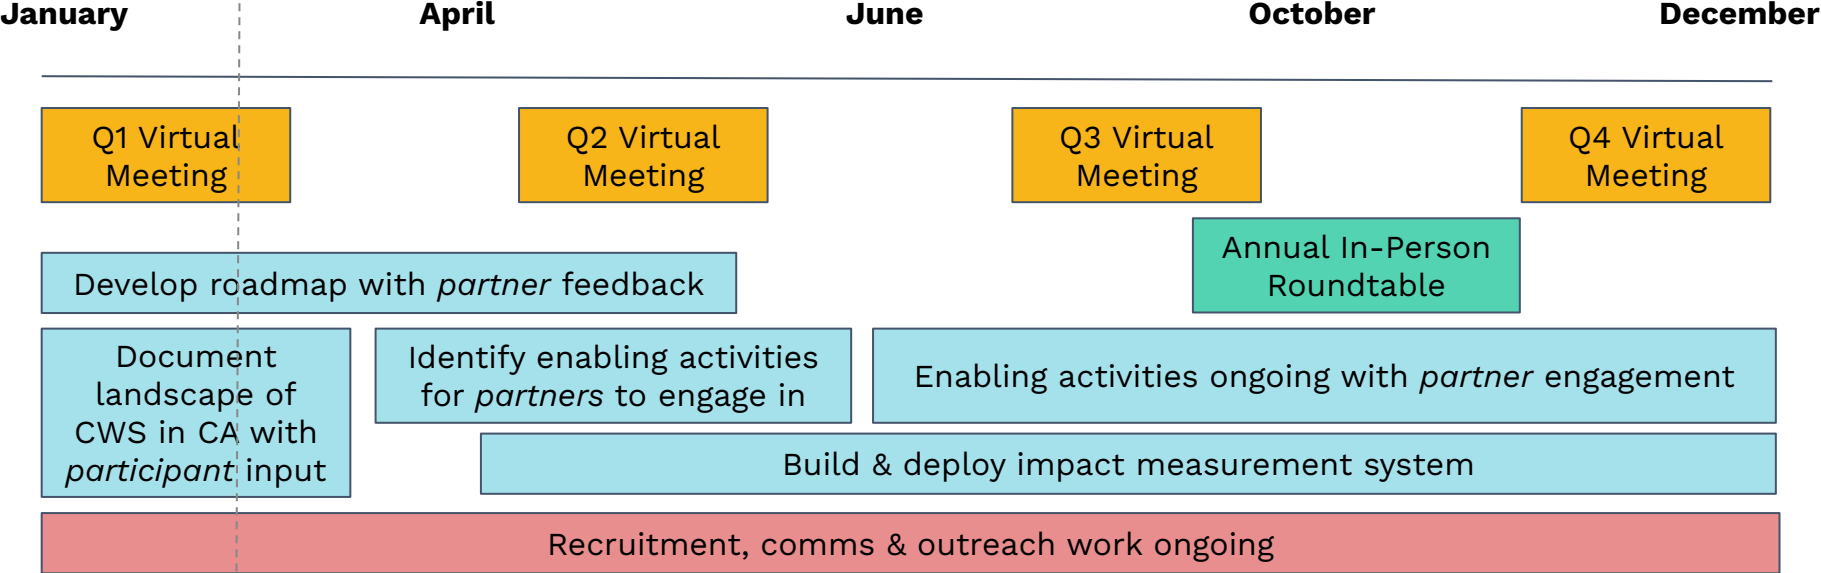 January April June October December
Q1 Virtual
Meeting
Q2 Virtual
Meeting
Q3 Virtual
Meeting
Q4 Virtual
Meeting
Annual In-Person
Roundtable
Develop roadmap with partner feedback
Document
landscape of
CWS in CA with
participant input
Identify enabling activities
for partners to engage in
Enabling activities ongoing with partner engagement
Build & deploy impact measurement system
Recruitment, comms & outreach work ongoing